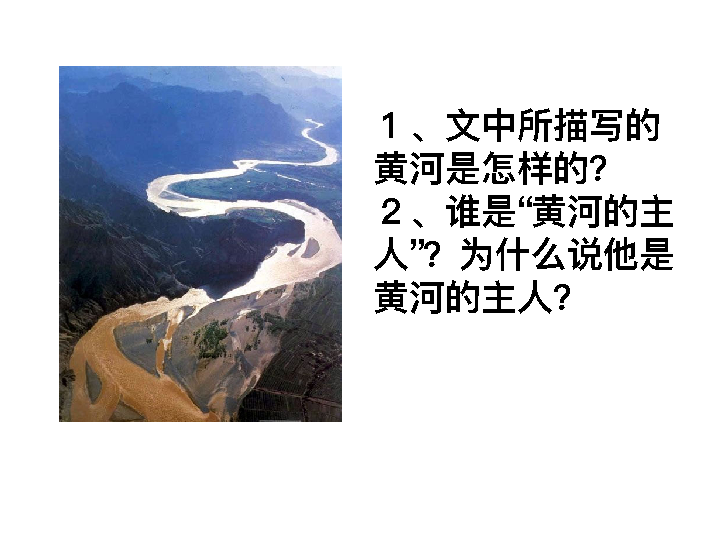 １、文中所描写的
黄河是怎样的？
２、谁是“黄河的主
人”？为什么说他是
黄河的主人？